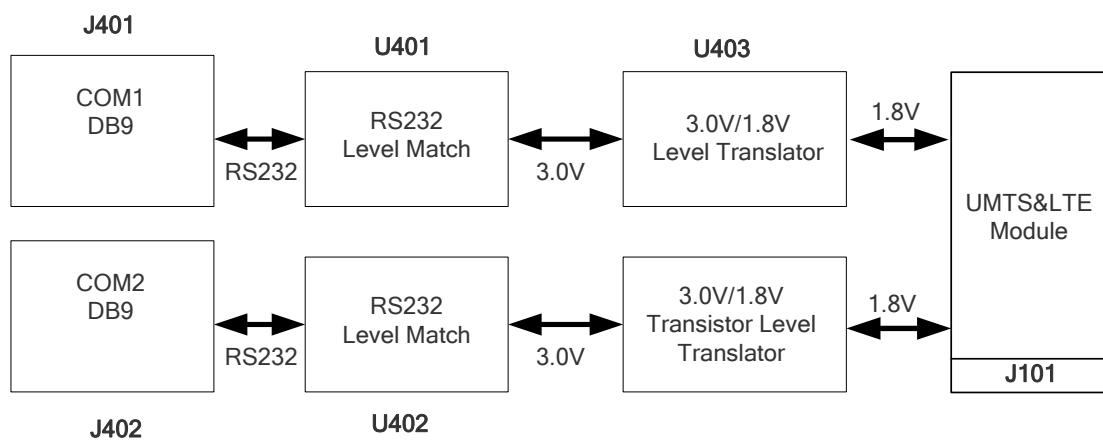 J401
U401
U403
COM1
DB9
RS232
RS232
Level Match
3.0V
3.0V/1.8V
Level Translator
1.8V
UMTS&LTE
Module
COM2
DB9
RS232
RS232
Level Match
3.0V
3.0V/1.8V
Transistor Level
Translator
1.8V
J101
J402
U402